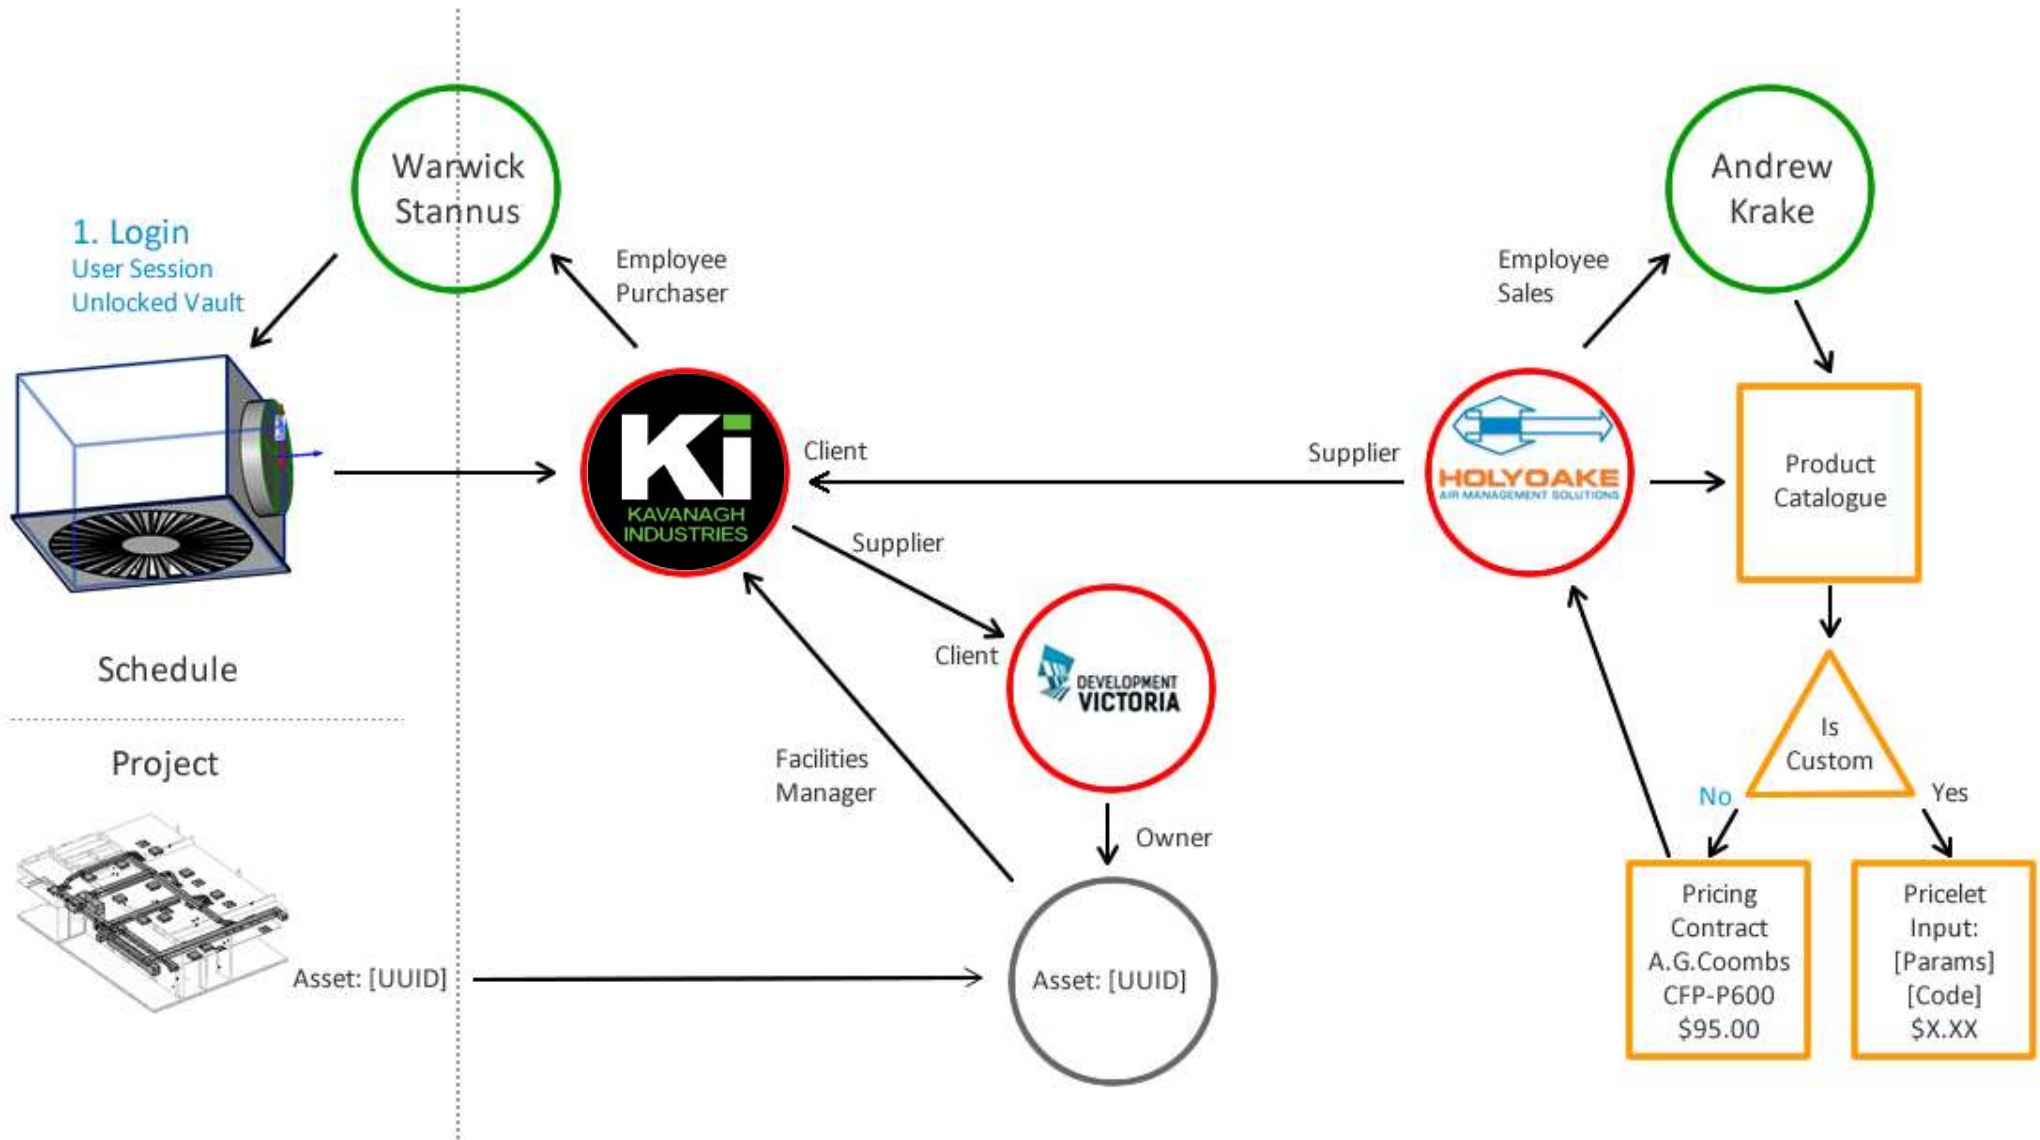 Warwick
Stannus
Andrew
Krake
1. Login
User Session
Unlocked Vault
Employee
Purchaser
Employee
Sales
Ki
KAVANAGH
INDUSTRIES
Client
Supplier
HOLYOAKE
AIR MANAGEMENT SOLUTIONS
Product
Catalogue
Supplier
Client
DEVELOPMENT
VICTORIA
Schedule
Project
Facilities
Manager
Owner
Is
Custom
No
Yes
Asset: [UUID]
Asset: [UUID]
Pricing
Contract
A.G.Coombs
CFP-P600
$95.00
Pricelet
Input:
[Params]
[Code]
$X.XX